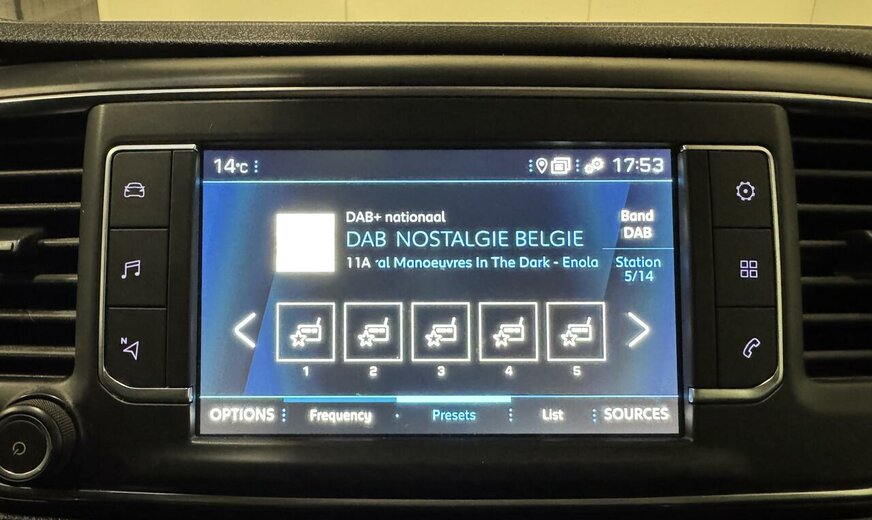 14°C
17:53
DAB+ nationaal
DAB NOSTALGIE BELGIE
11A al Manoeuvres In The Dark - Enola
Band
DAB
Station
5/14
1 2 3 4 5
OPTIONS Frequency Presets List SOURCES
N